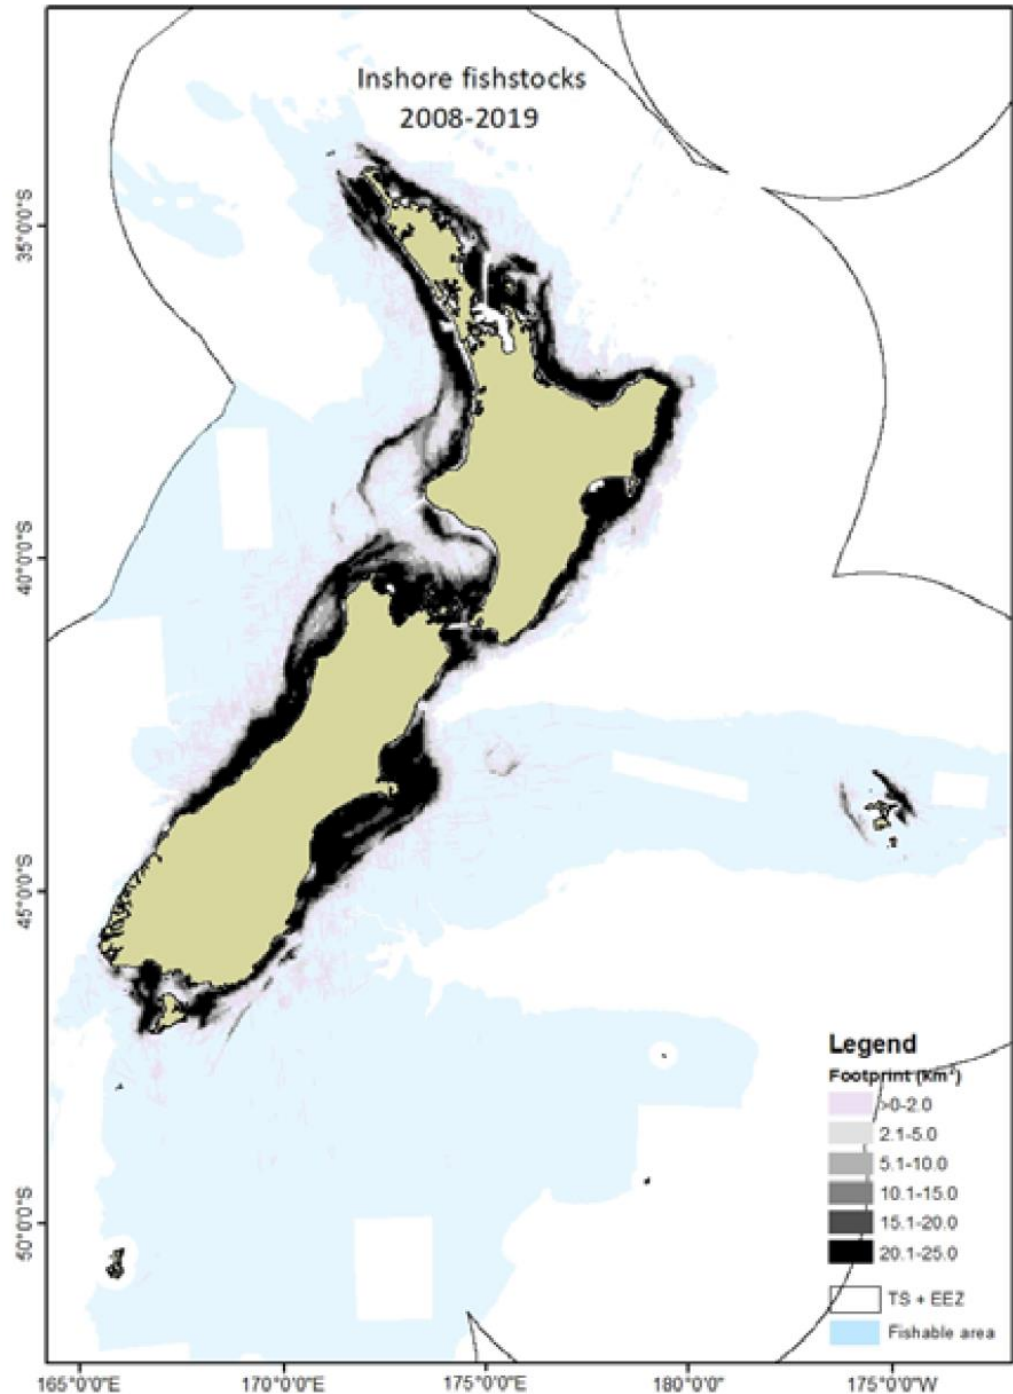 Inshore fishstocks
2008-2019
35°0'0"S
40°0'0"S
45°0'0"S
50°0'0"S
Legend
Footprint (km²)
>0-2.0
2.1-5.0
5.1-10.0
10.1-15.0
15.1-20.0
20.1-25.0
TS + EEZ
Fishable area
165°0'0"E
170°0'0"E
175°0'0"E
180°0'0"
175°0'0"W